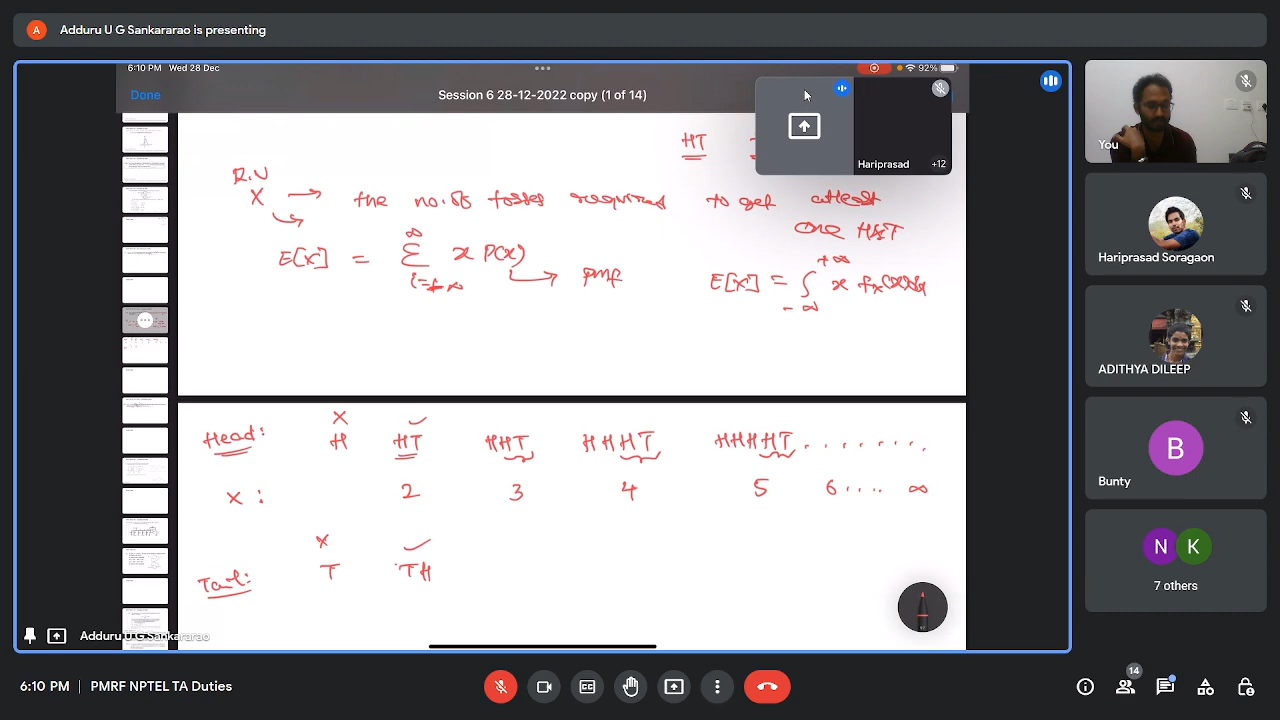 Adduru U G Sankararao is presenting
6:10 PM Wed 28 Dec
92%
Done
Session 6 28-12-2022 copy (1 of 14)
Hariprasad
+12
HT
R.V
X → the no. of tosses required to get atleast
one H&T
E[X] = ∑ x P(x)
∞
pmf
E[X] = ∫ x fx(x)dx
+∞
-∞
Head:
X
H HT HHT HHHT HHHHT . . . . . . .
x : 2 3 4 5 6 .... ∞
x
Tail:
T TH
Adduru U G Sankararao
You
Hariprasad Soraganvi
ADITHYA DILEEP
B
Bunty
N K
7 others
A
14
6:10 PM | PMRF NPTEL TA Duties